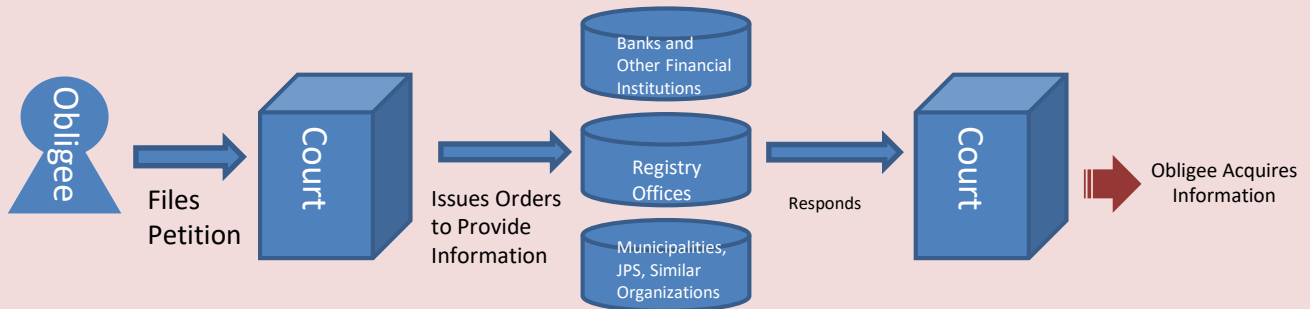 Obligee
Files
Petition
Court
Issues Orders
to Provide
Information
Banks and
Other Financial
Institutions
Registry
Offices
Municipalities,
JPS, Similar
Organizations
Responds
Court
Obligee Acquires
Information